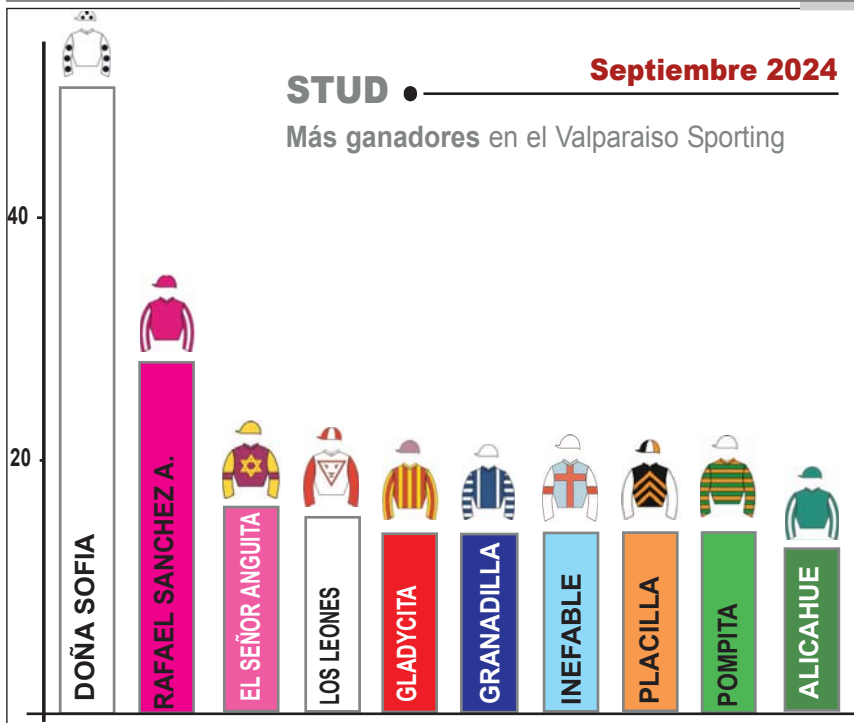 STUD
Septiembre 2024
Más ganadores en el Valparaiso Sporting
40
20
DOÑA SOFIA
RAFAEL SANCHEZ A.
EL SEÑOR ANGUITA
LOS LEONES
GLADYCITA
GRANADILLA
INEFABLE
PLACILLA
POMPITA
ALICAHUE